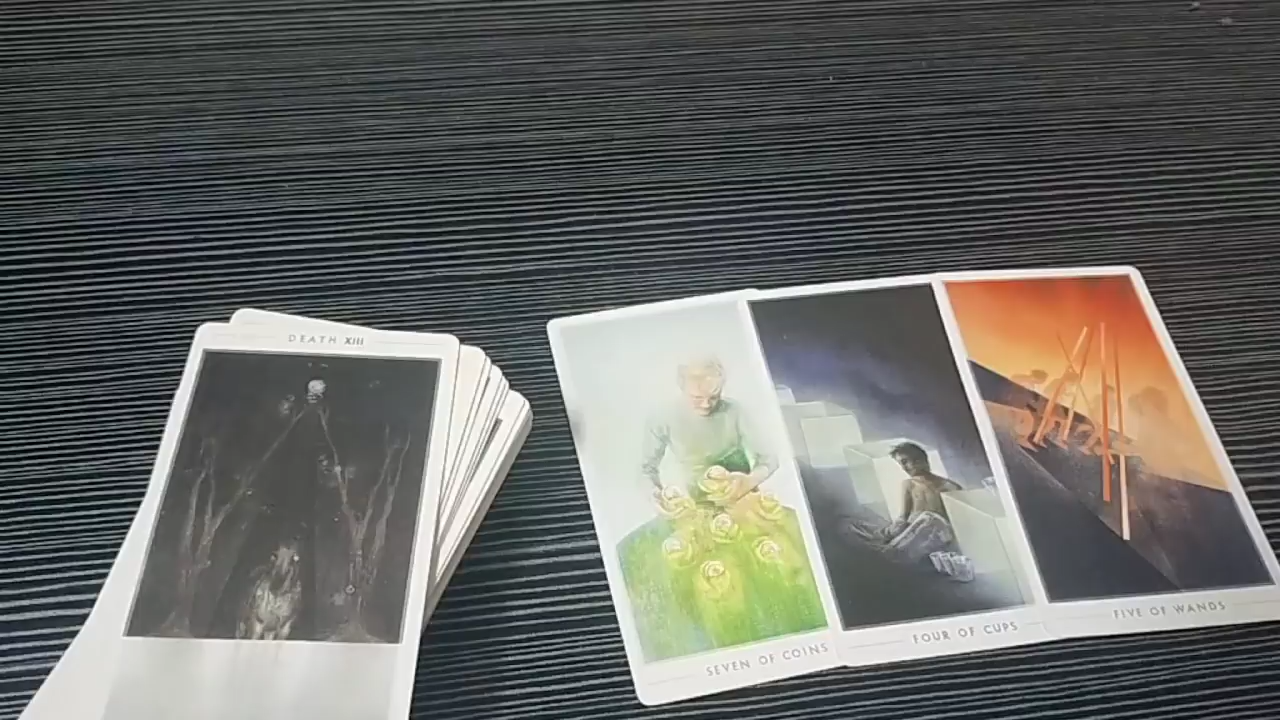 DEATH XIII
SEVEN OF COINS
FOUR OF CUPS
FIVE OF WANDS